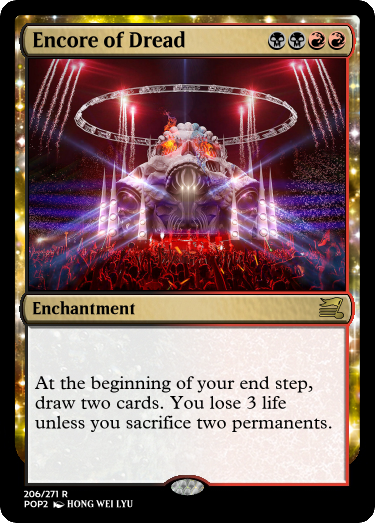 Encore of Dread
Enchantment
At the beginning of your end step,
draw two cards. You lose 3 life
unless you sacrifice two permanents.
206/271 R
POP2 HONG WEI LYU